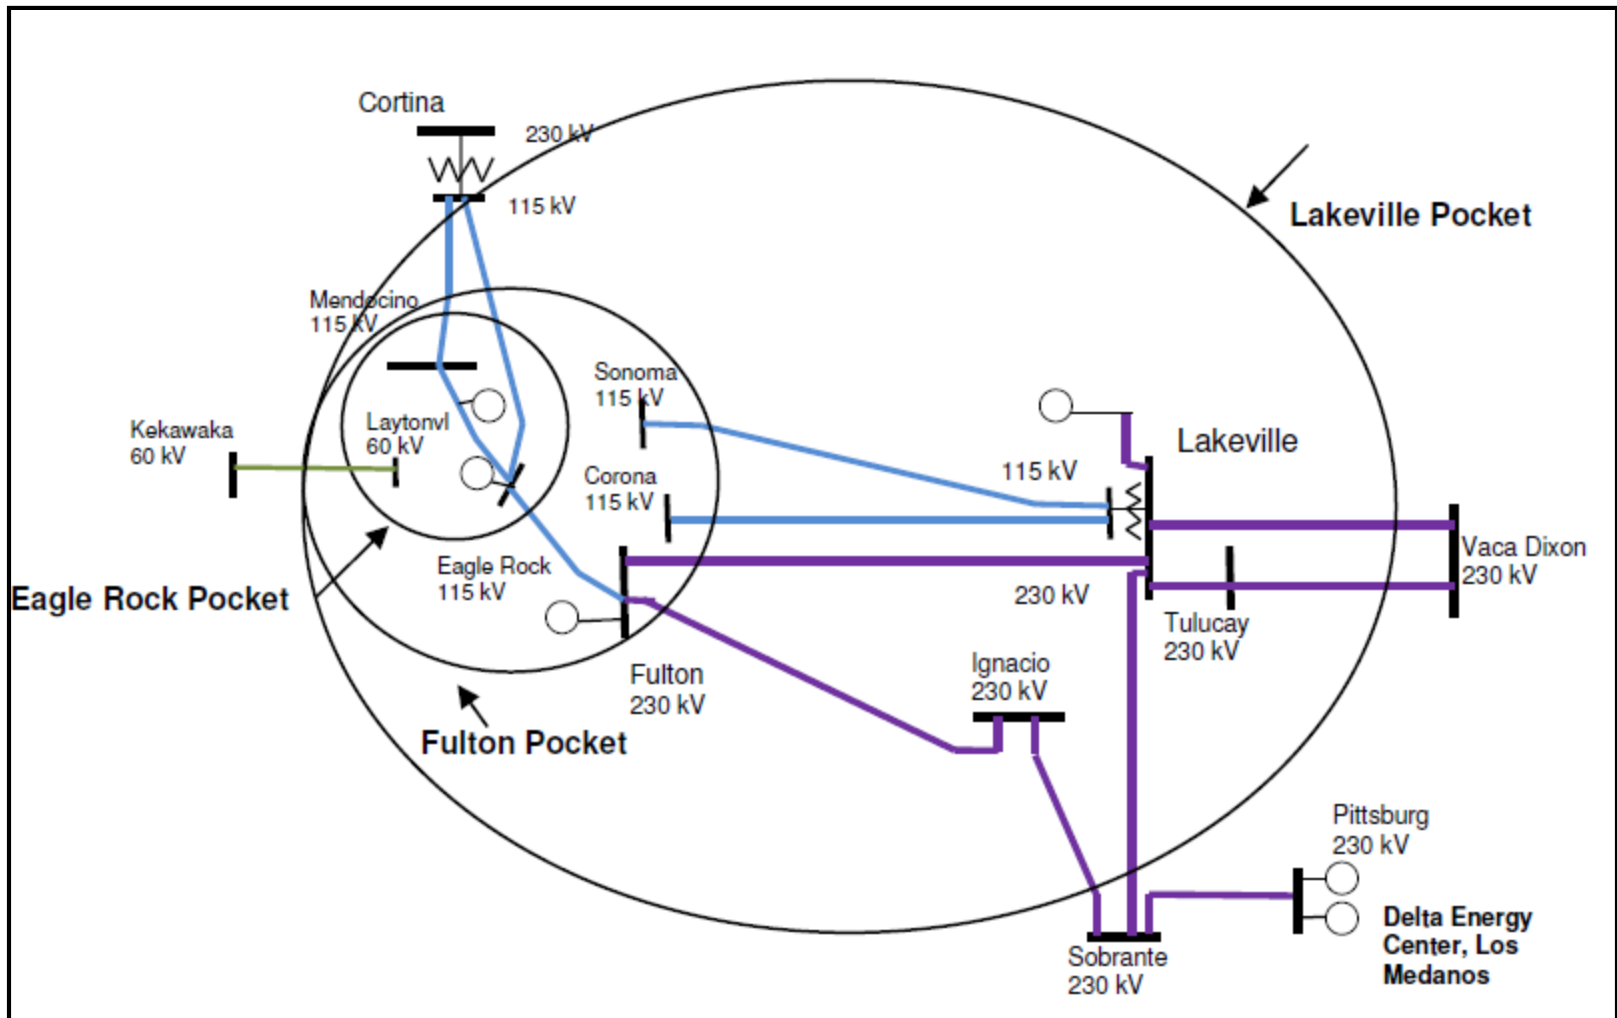 Cortina
230 kV
115 kV
Lakeville Pocket
Mendocino
115 kV
Sonoma
115 kV
Kekawaka
60 kV
Laytonvl
60 kV
Lakeville
115 kV
Corona
115 kV
Eagle Rock
115 kV
Eagle Rock Pocket
230 kV
Vaca Dixon
230 kV
Tulucay
230 kV
Fulton
230 kV
Ignacio
230 kV
Fulton Pocket
Pittsburg
230 kV
Delta Energy
Center, Los
Medanos
Sobrante
230 kV